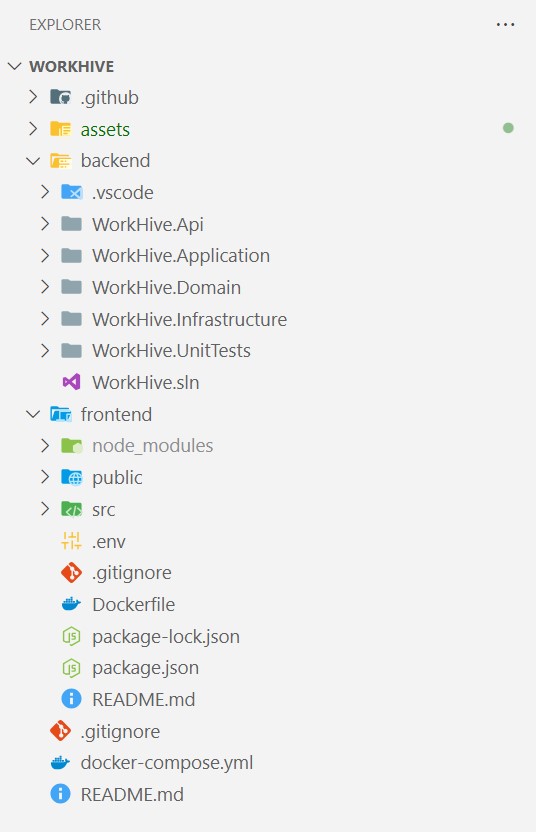 EXPLORER
WORKHIVE
.github
assets
backend
.vscode
WorkHive.Api
WorkHive.Application
WorkHive.Domain
WorkHive.Infrastructure
WorkHive.UnitTests
WorkHive.sln
frontend
node_modules
public
src
.env
.gitignore
Dockerfile
package-lock.json
package.json
README.md
.gitignore
docker-compose.yml
README.md